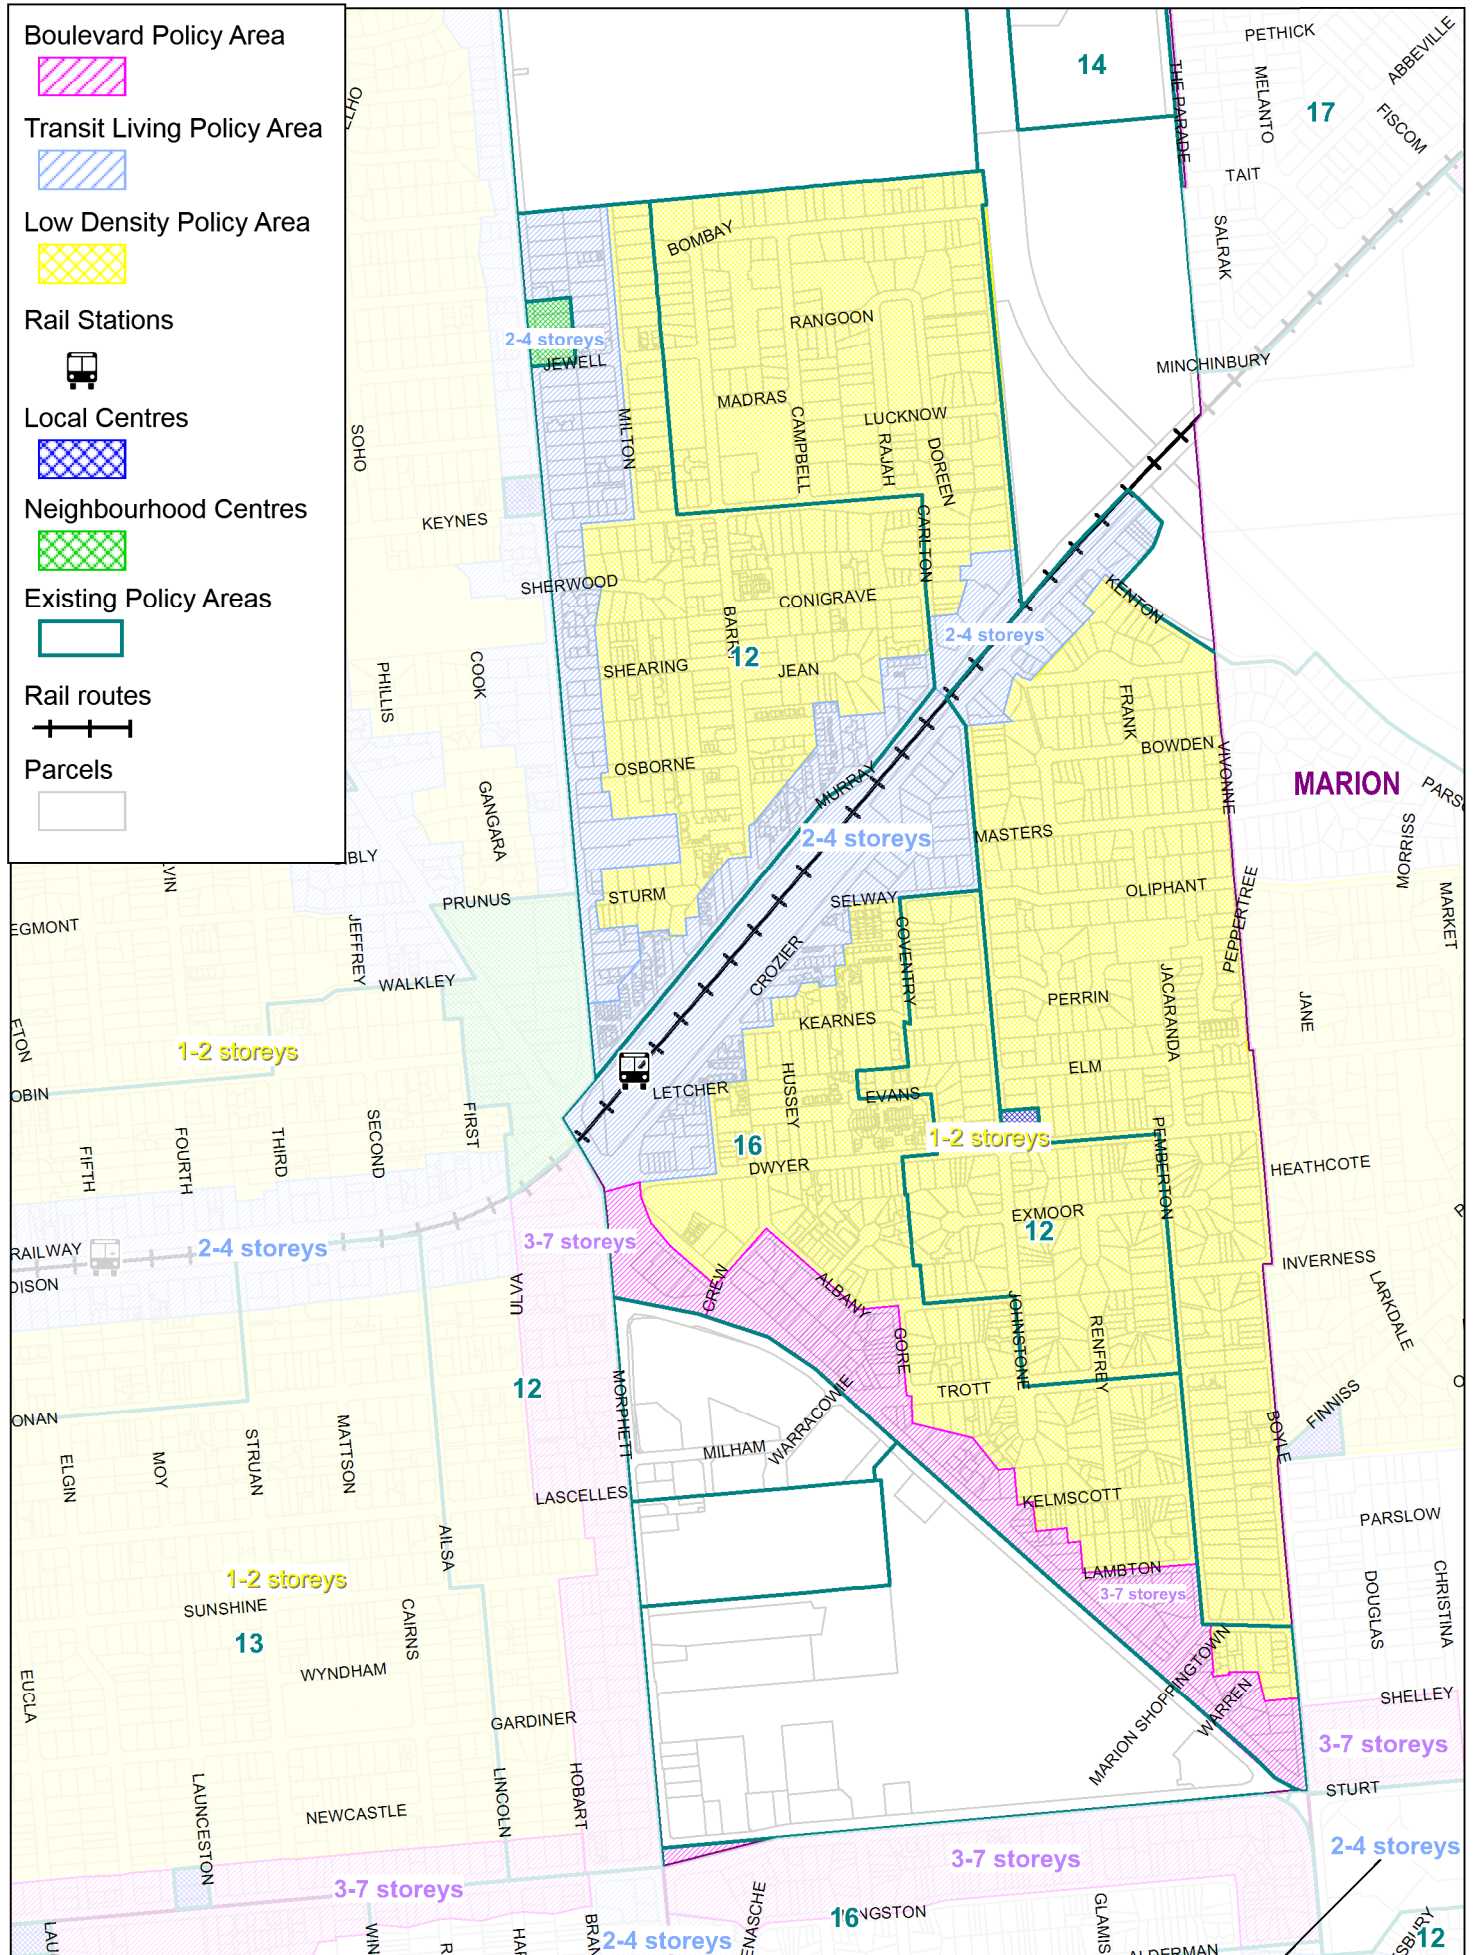 Boulevard Policy Area
Transit Living Policy Area
Low Density Policy Area
Rail Stations
Local Centres
Neighbourhood Centres
Existing Policy Areas
Rail routes
Parcels
PETHICK
ABBEVILLE
14
THE PARADE
MELANTO
17
FISCOM
TAIT
SALRAK
BOMBAY
RANGOON
2-4 storeys
JEWELL
MINCHINBURY
MADRAS
LUCKNOW
MILTON
CAMPBELL
RAJAH
DOREEN
SOHO
KEYNES
CARLTON
SHERWOOD
CONIGRAVE
KENTON
2-4 storeys
12
SHEARING
JEAN
PHILLIS
COOK
FRANK
BOWDEN
VIVONNE
OSBORNE
MURRAY
MARION
GANGARA
2-4 storeys
MASTERS
MORRISS
STURM
SELWAY
OLIPHANT
PRUNUS
EGMONT
JEFFREY
COVENTRY
PEPPERTREE
MARKET
WALKLEY
CROZIER
PERRIN
JACARANDA
JANE
KEARNES
1-2 storeys
ELM
LETCHER
HUSSEY
EVANS
OBIN
FIFTH
FOURTH
THIRD
SECOND
FIRST
16
1-2 storeys
PEMBERTON
DWYER
HEATHCOTE
EXMOOR
12
3-7 storeys
2-4 storeys
RAILWAY
DISON
INVERNESS
ULVA
CREW
ALBANY
LARKDALE
GORE
JOHNSTONE
RENFREY
12
MORPHETT
TROTT
WARRACOWIE
FINNISS
ONAN
MILHAM
BOYLE
ELGIN
MOY
STRUAN
MATTSON
LASCELLES
KELMSCOTT
PARSLOW
AILSA
LAMBTON
3-7 storeys
1-2 storeys
SUNSHINE
CAIRNS
DOUGLAS
CHRISTINA
13
WYNDHAM
EUCLA
MARION SHOPPINGTOWN
WARREN
SHELLEY
GARDINER
3-7 storeys
LAUNCESTON
LINCOLN
HOBART
STURT
NEWCASTLE
2-4 storeys
3-7 storeys
3-7 storeys
16
NGSTON
GLAMIS
12
2-4 storeys
ENASCHE
ALDERMAN
LAU
WIN
BRAN